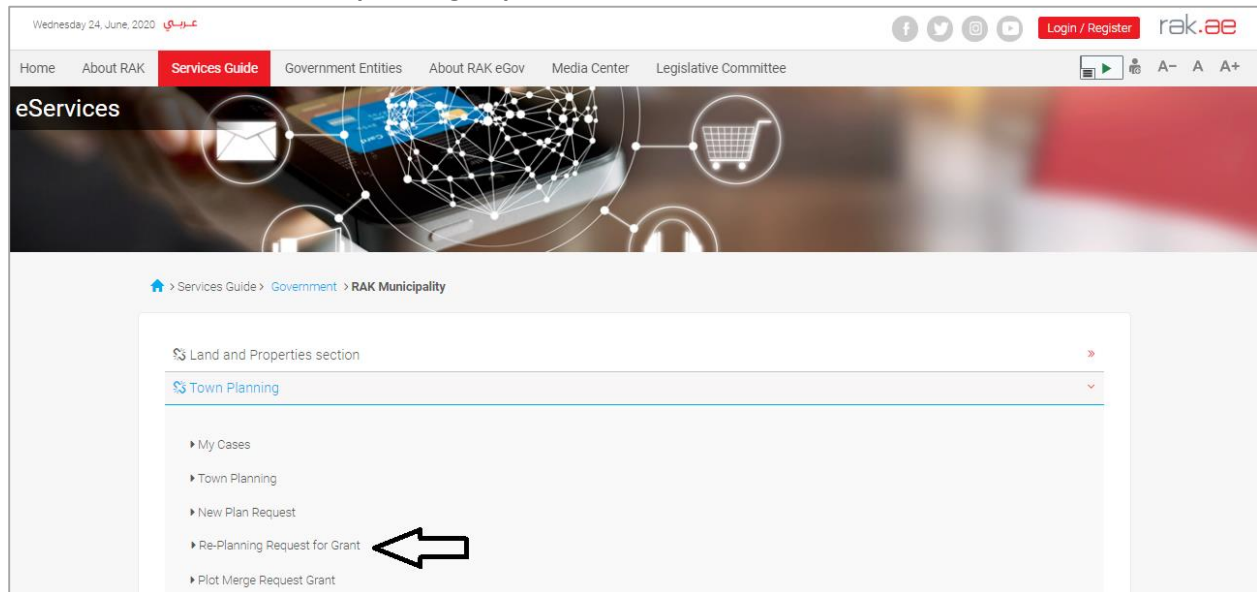 Wednesday 24, June, 2020 عـربـي
Login / Register
rak.ae
Home About RAK Services Guide Government Entities About RAK eGov Media Center Legislative Committee A- A A+
eServices
> Services Guide > Government > RAK Municipality
Land and Properties section
Town Planning
My Cases
Town Planning
New Plan Request
Re-Planning Request for Grant
Plot Merge Request Grant